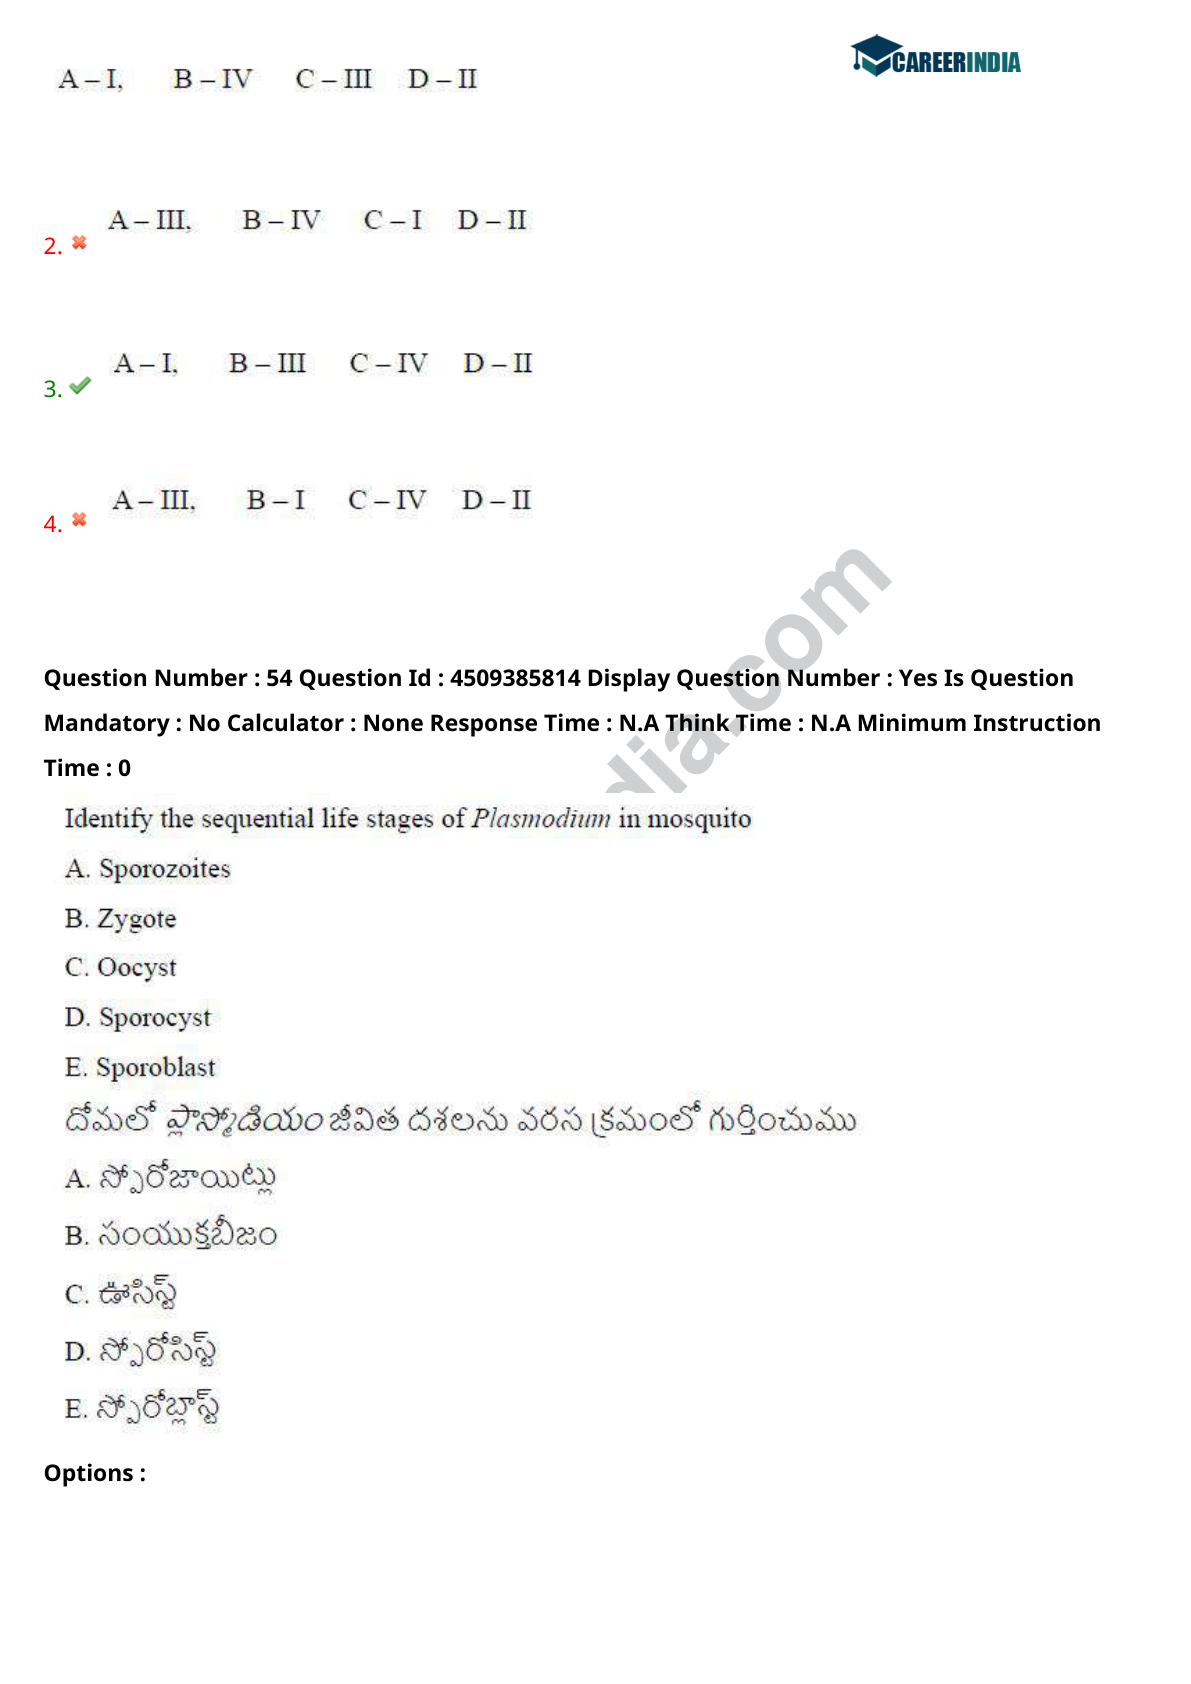 CAREERINDIA
A – I, B – IV C – III D – II
2. A – III, B – IV C – I D – II
3. A – I, B – III C – IV D – II
4. A – III, B – I C – IV D – II
dia.com
Question Number : 54 Question Id : 4509385814 Display Question Number : Yes Is Question
Mandatory : No Calculator : None Response Time : N.A Think Time : N.A Minimum Instruction
Time : 0
Identify the sequential life stages of Plasmodium in mosquito
A. Sporozoites
B. Zygote
C. Oocyst
D. Sporocyst
E. Sporoblast
దోమలో ప్లాస్మోడియం జీవిత దశలను వరస క్రమంలో గుర్తించుము
A. స్పోరోజాయిట్లు
B. సంయుక్తబీజం
C. ఊసిస్ట్
D. స్పోరోసిస్ట్
E. స్పోరోబ్లాస్ట్
Options :